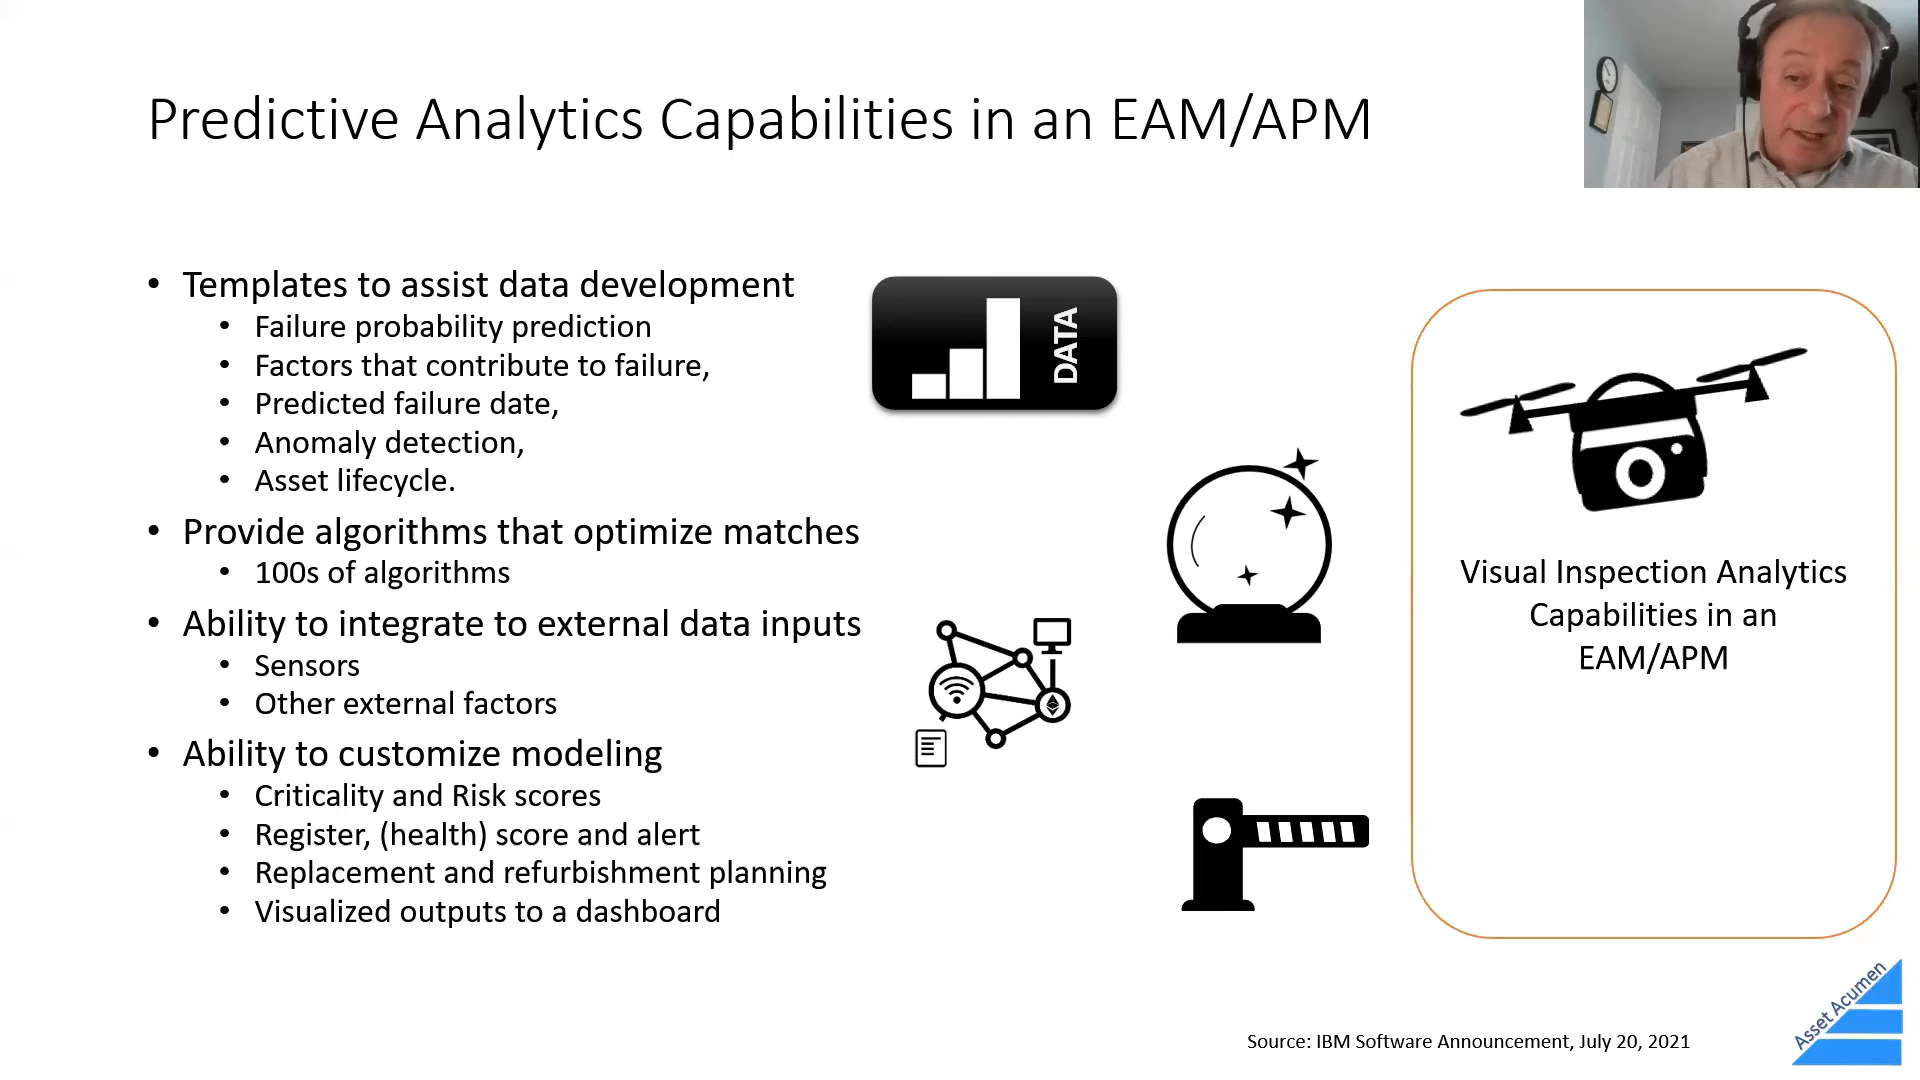 Predictive Analytics Capabilities in an EAM/APM
• Templates to assist data development
• Failure probability prediction
• Factors that contribute to failure,
• Predicted failure date,
• Anomaly detection,
• Asset lifecycle.
• Provide algorithms that optimize matches
• 100s of algorithms
• Ability to integrate to external data inputs
• Sensors
• Other external factors
• Ability to customize modeling
• Criticality and Risk scores
• Register, (health) score and alert
• Replacement and refurbishment planning
• Visualized outputs to a dashboard
DATA
Visual Inspection Analytics
Capabilities in an
EAM/APM
Source: IBM Software Announcement, July 20, 2021
Asset Acumen